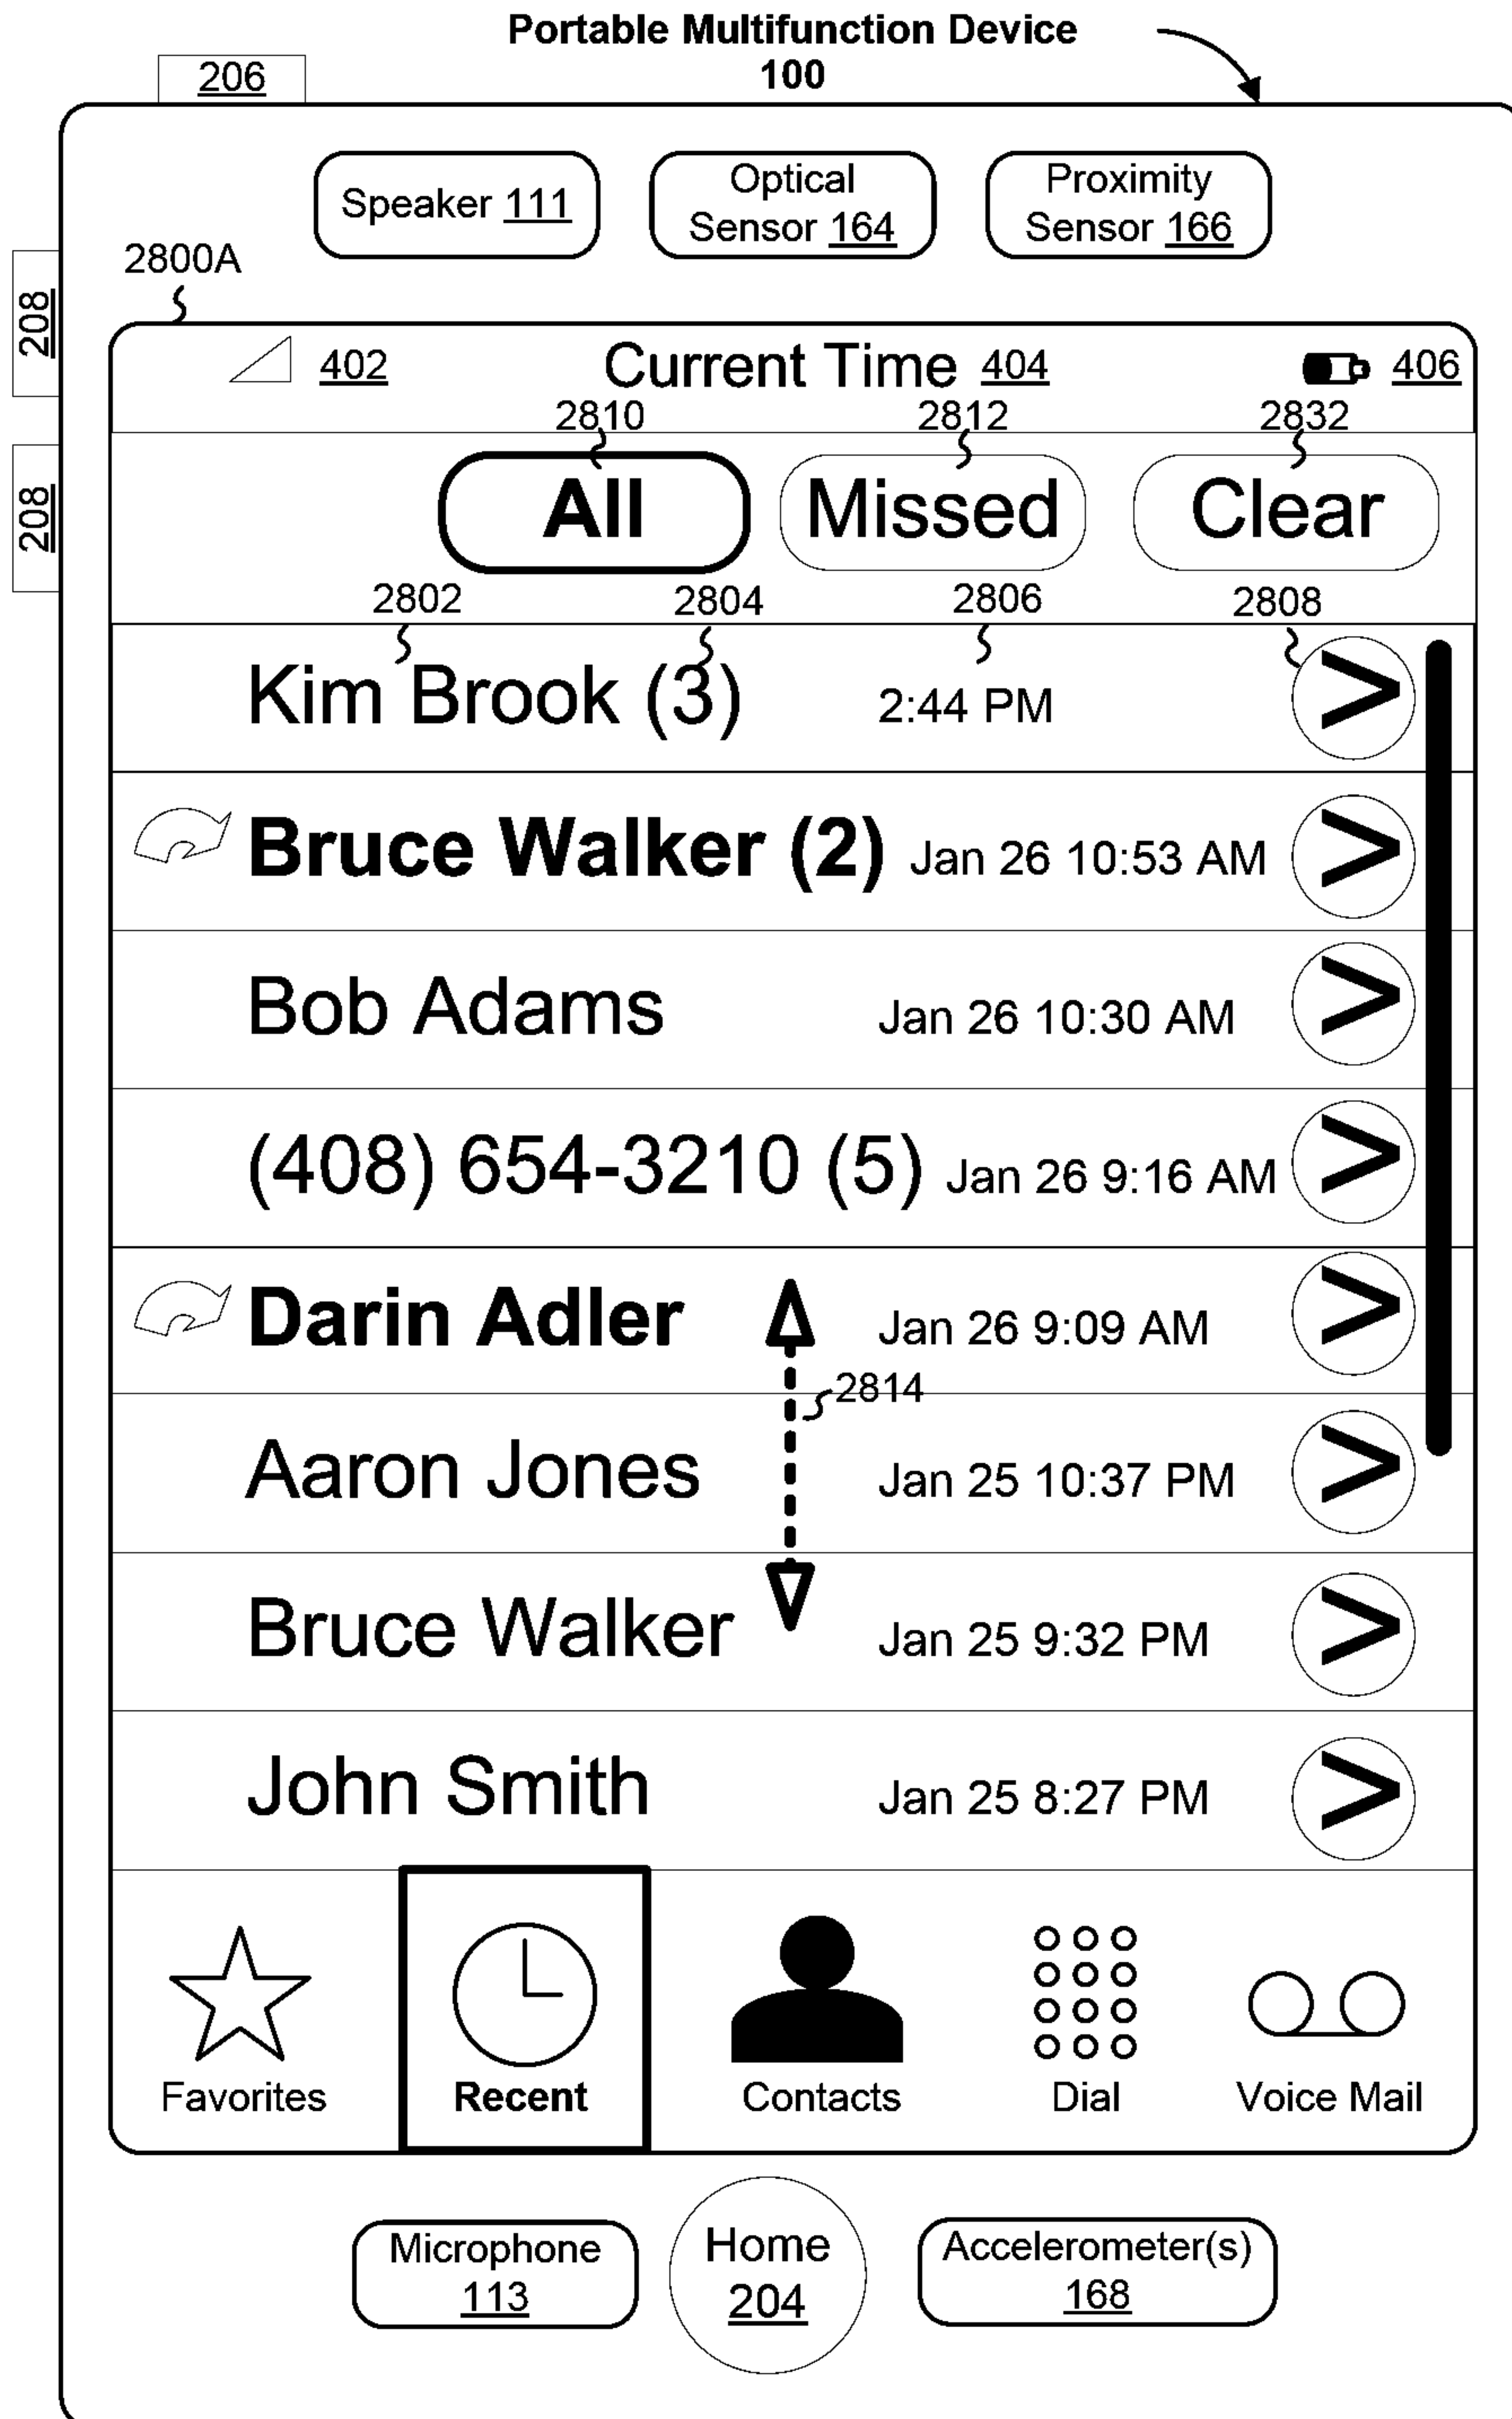 Portable Multifunction Device
100
206
Speaker 111
Optical
Sensor 164
Proximity
Sensor 166
2800A
208
208
402
Current Time 404
406
2810
2812
2832
All
Missed
Clear
2802
2804
2806
2808
Kim Brook (3) 2:44 PM >
Bruce Walker (2) Jan 26 10:53 AM >
Bob Adams Jan 26 10:30 AM >
(408) 654-3210 (5) Jan 26 9:16 AM >
Darin Adler Jan 26 9:09 AM >
2814
Aaron Jones Jan 25 10:37 PM >
Bruce Walker Jan 25 9:32 PM >
John Smith Jan 25 8:27 PM >
Favorites
Recent
Contacts
Dial
Voice Mail
Microphone
113
Home
204
Accelerometer(s)
168